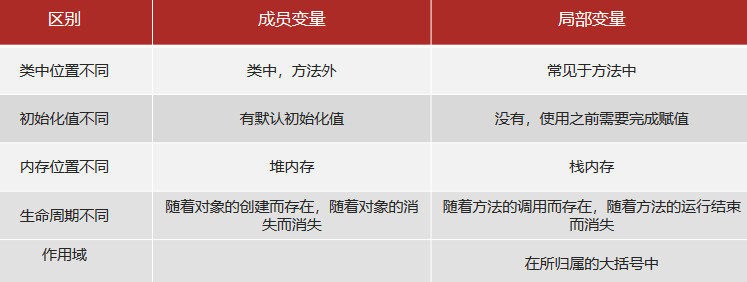 区别 成员变量 局部变量
类中位置不同 类中，方法外 常见于方法中
初始化值不同 有默认初始化值 没有，使用之前需要完成赋值
内存位置不同 堆内存 栈内存
生命周期不同 随着对象的创建而存在，随着对象的消失而消失 随着方法的调用而存在，随着方法的运行结束而消失
作用域 在所归属的大括号中